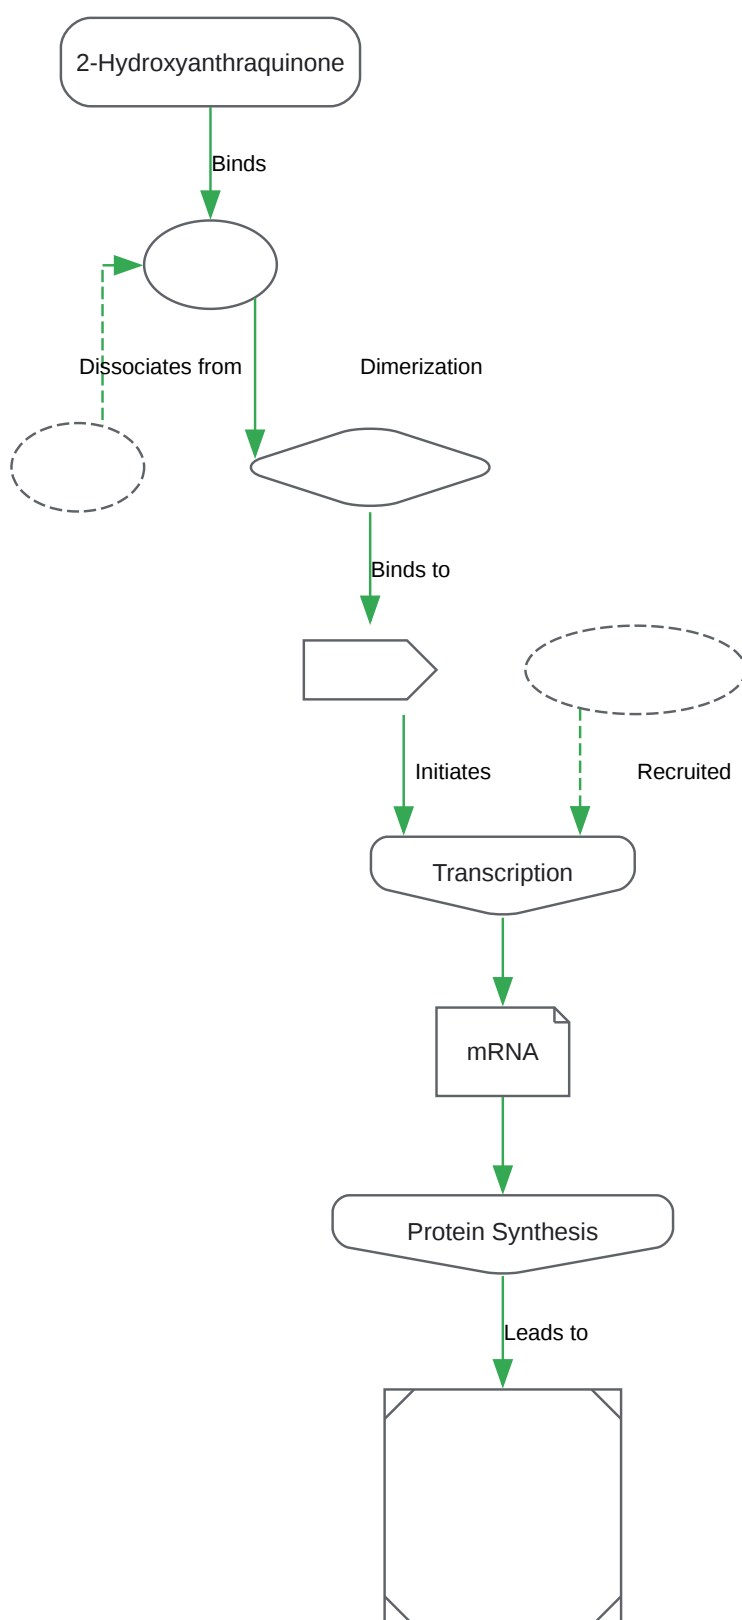 2-Hydroxyanthraquinone
Binds
Dissociates from
Dimerization
Binds to
Initiates
Recruited
Transcription
mRNA
Protein Synthesis
Leads to